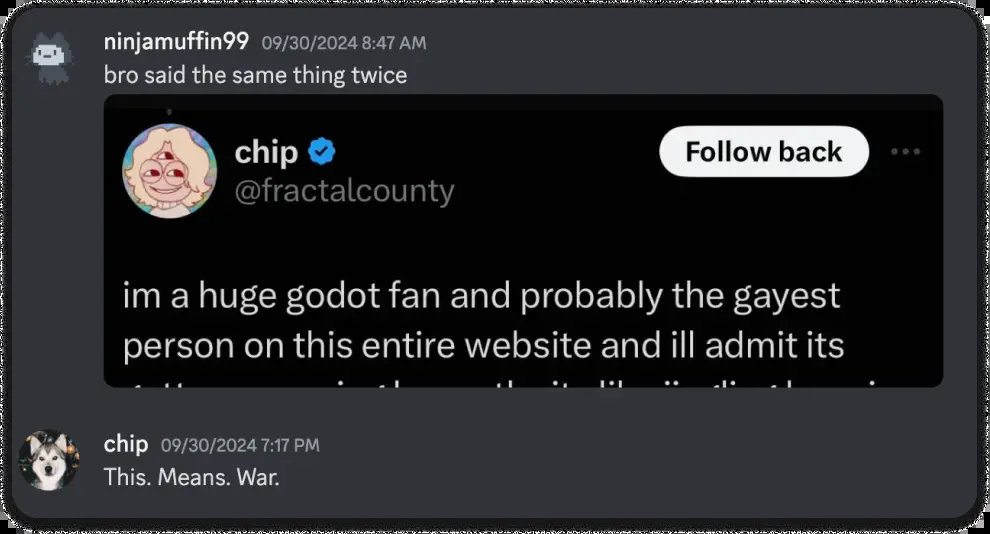 ninjamuffin99 09/30/2024 8:47 AM
bro said the same thing twice
chip Follow back
@fractalcounty
im a huge godot fan and probably the gayest
person on this entire website and ill admit its
chip 09/30/2024 7:17 PM
This. Means. War.